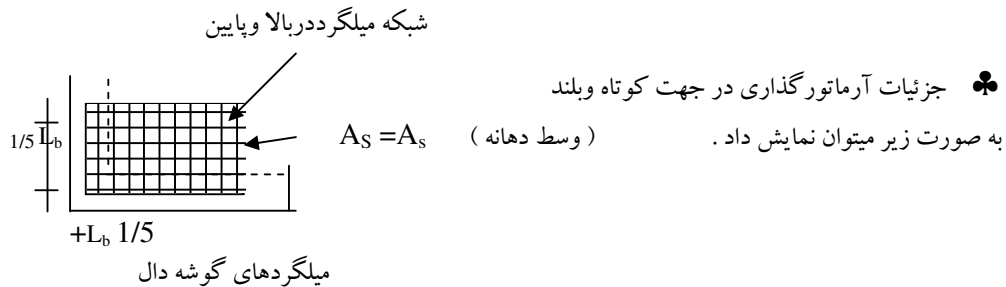 شبکه میلگرددربالا وپایین
♣ جزئیات آرماتورگذاری در جهت کوتاه وبلند
به صورت زیر میتوان نمایش داد . ( وسط دهانه ) AS =As
1/5 Lb
+Lb 1/5
میلگردهای گوشه دال